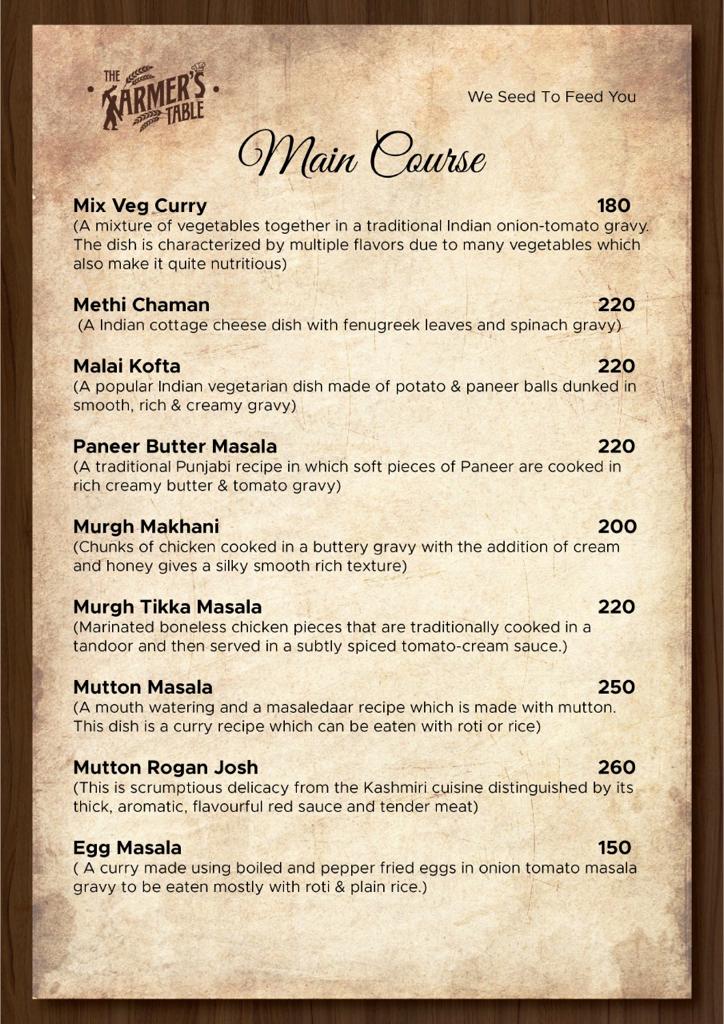 THE
FARMER'S
TABLE
We Seed To Feed You
Main Course
Mix Veg Curry 180
(A mixture of vegetables together in a traditional Indian onion-tomato gravy.
The dish is characterized by multiple flavors due to many vegetables which
also make it quite nutritious)
Methi Chaman 220
(A Indian cottage cheese dish with fenugreek leaves and spinach gravy)
Malai Kofta 220
(A popular Indian vegetarian dish made of potato & paneer balls dunked in
smooth, rich & creamy gravy)
Paneer Butter Masala 220
(A traditional Punjabi recipe in which soft pieces of Paneer are cooked in
rich creamy butter & tomato gravy)
Murgh Makhani 200
(Chunks of chicken cooked in a buttery gravy with the addition of cream
and honey gives a silky smooth rich texture)
Murgh Tikka Masala 220
(Marinated boneless chicken pieces that are traditionally cooked in a
tandoor and then served in a subtly spiced tomato-cream sauce.)
Mutton Masala 250
(A mouth watering and a masaledaar recipe which is made with mutton.
This dish is a curry recipe which can be eaten with roti or rice)
Mutton Rogan Josh 260
(This is scrumptious delicacy from the Kashmiri cuisine distinguished by its
thick, aromatic, flavourful red sauce and tender meat)
Egg Masala 150
( A curry made using boiled and pepper fried eggs in onion tomato masala
gravy to be eaten mostly with roti & plain rice.)